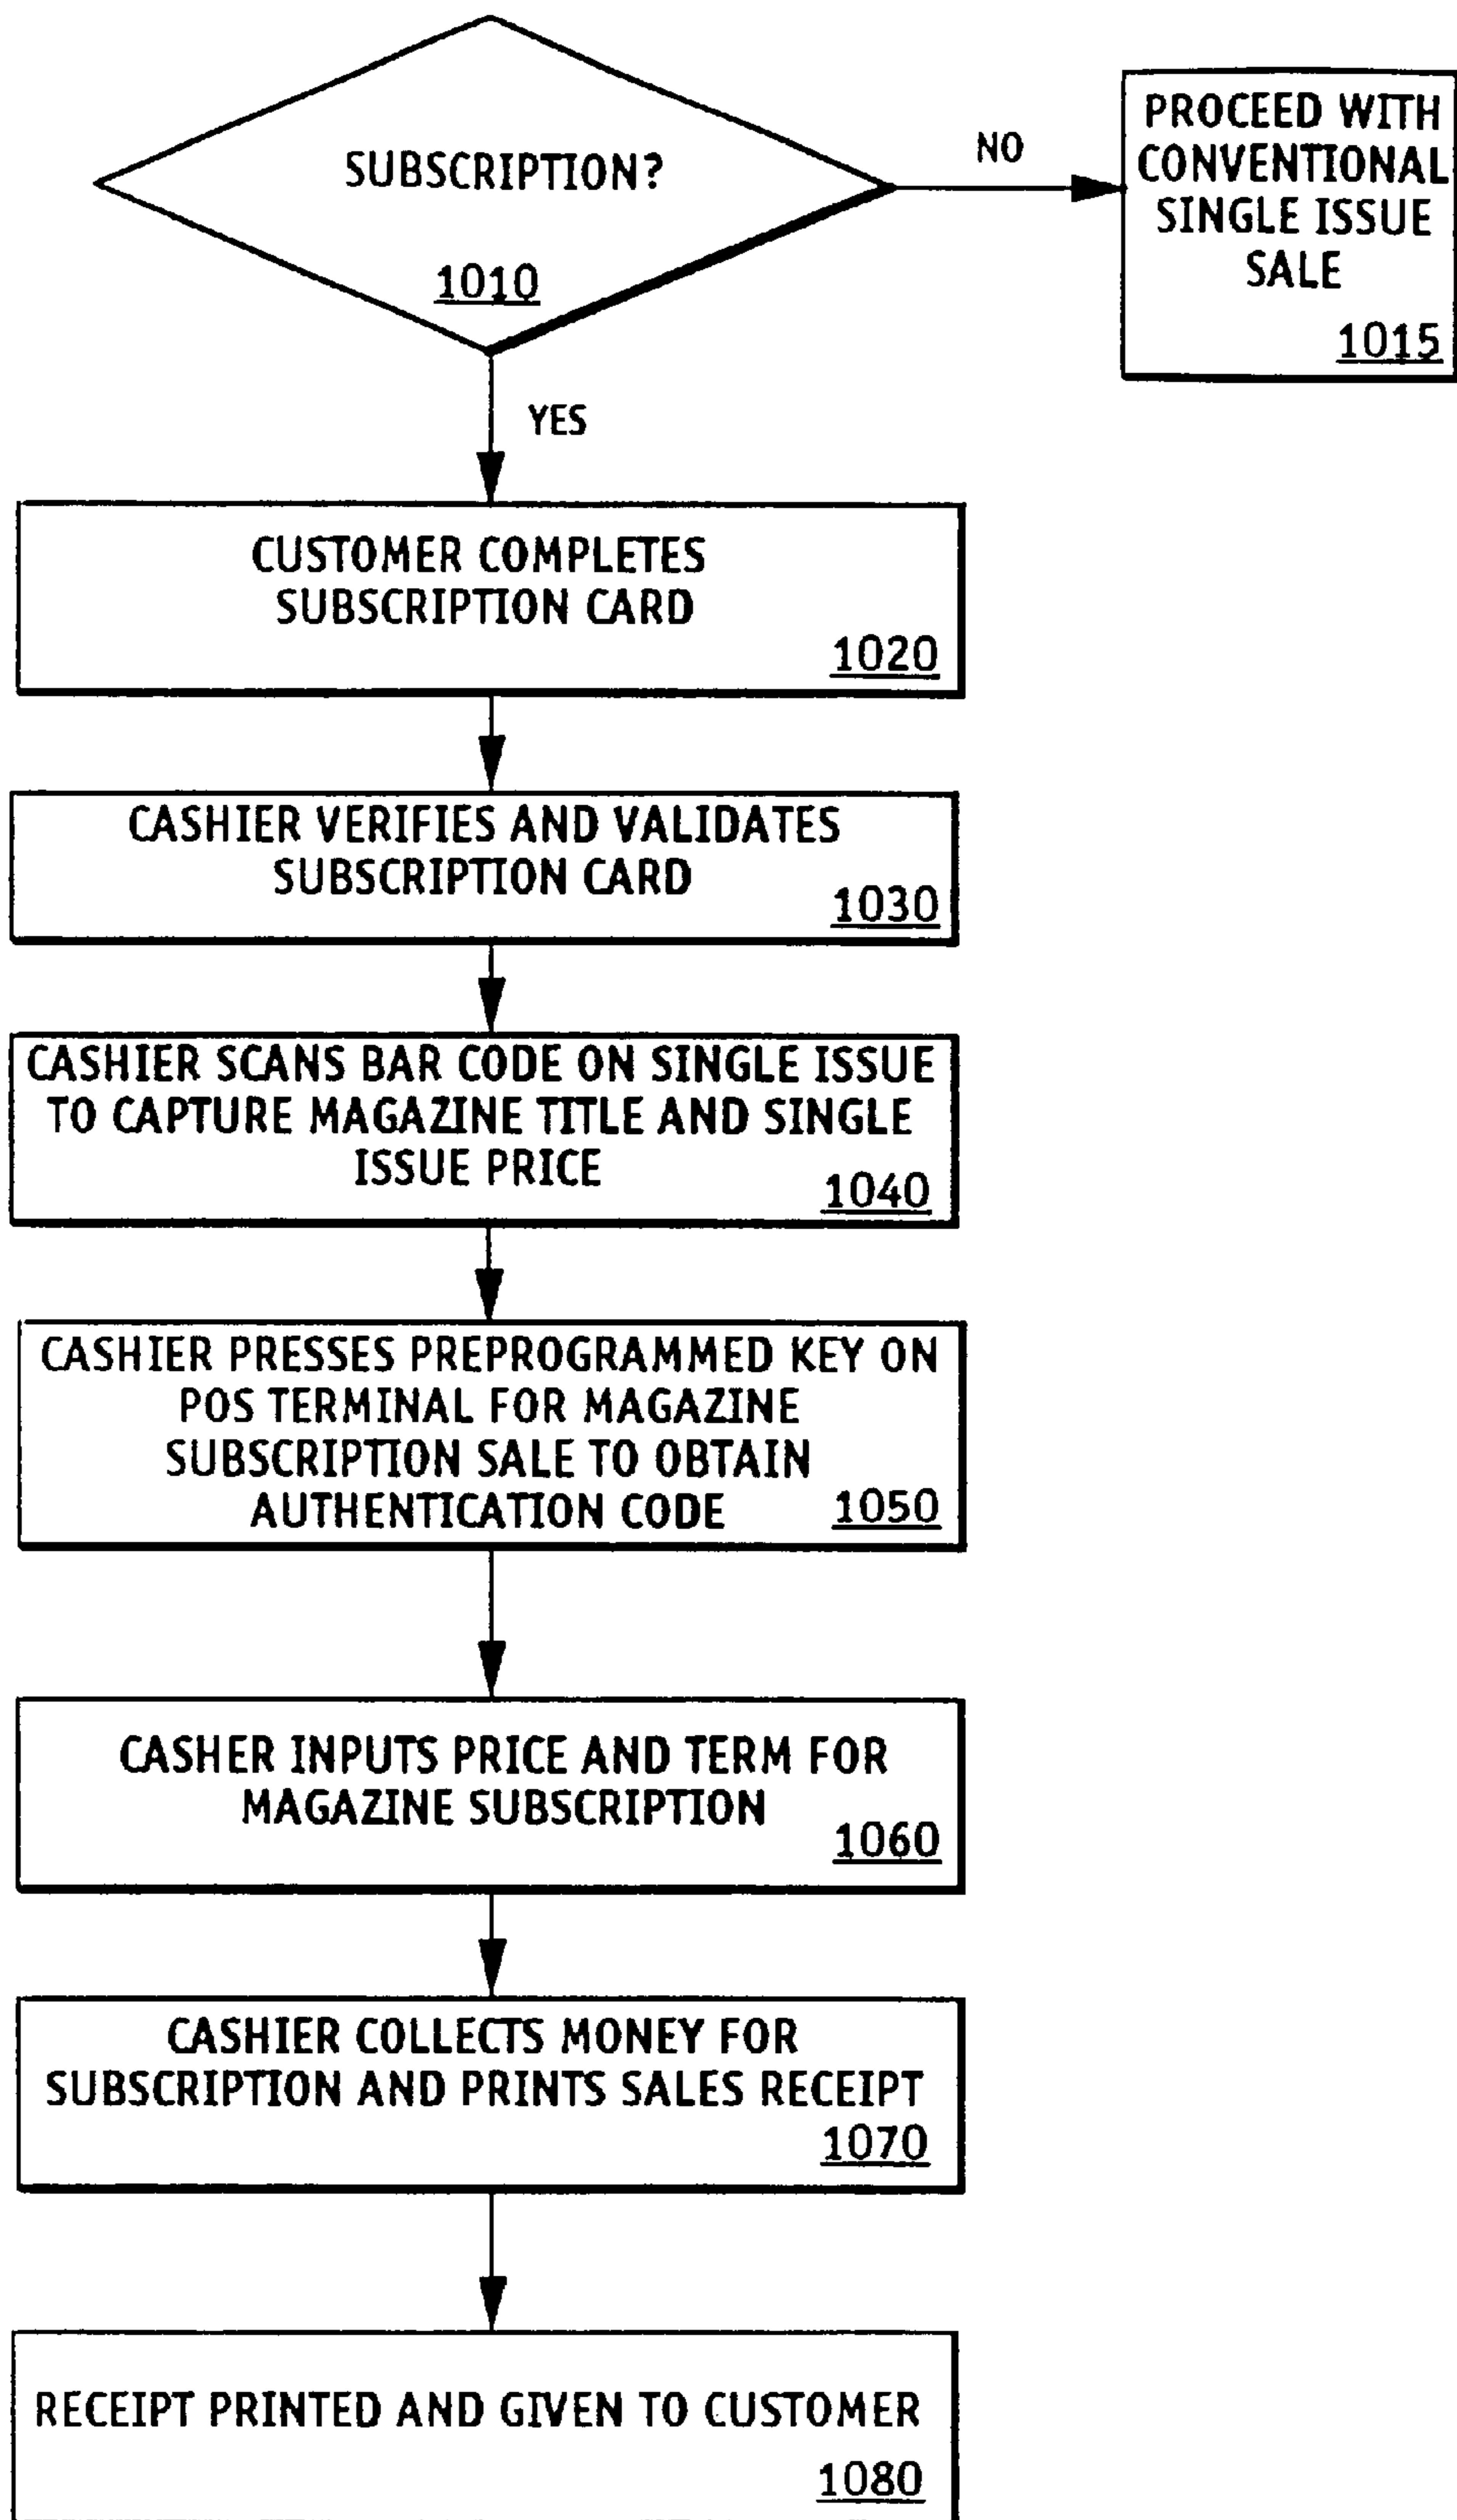 SUBSCRIPTION?
1010
NO
PROCEED WITH
CONVENTIONAL
SINGLE ISSUE
SALE
1015
YES
CUSTOMER COMPLETES
SUBSCRIPTION CARD
1020
CASHIER VERIFIES AND VALIDATES
SUBSCRIPTION CARD
1030
CASHIER SCANS BAR CODE ON SINGLE ISSUE
TO CAPTURE MAGAZINE TITLE AND SINGLE
ISSUE PRICE
1040
CASHIER PRESSES PREPROGRAMMED KEY ON
POS TERMINAL FOR MAGAZINE
SUBSCRIPTION SALE TO OBTAIN
AUTHENTICATION CODE
1050
CASHER INPUTS PRICE AND TERM FOR
MAGAZINE SUBSCRIPTION
1060
CASHIER COLLECTS MONEY FOR
SUBSCRIPTION AND PRINTS SALES RECEIPT
1070
RECEIPT PRINTED AND GIVEN TO CUSTOMER
1080